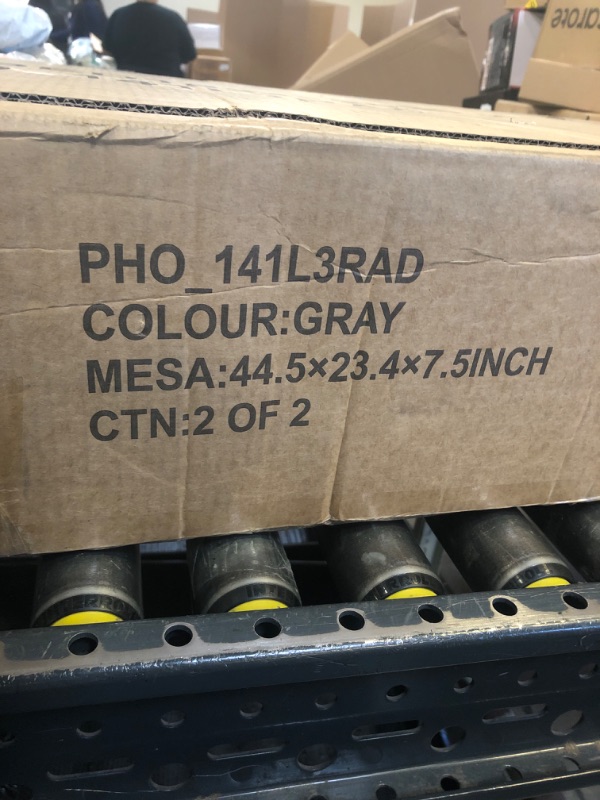 PHO_141L3RAD
COLOUR:GRAY
MESA:44.5×23.4×7.5INCH
CTN:2 OF 2